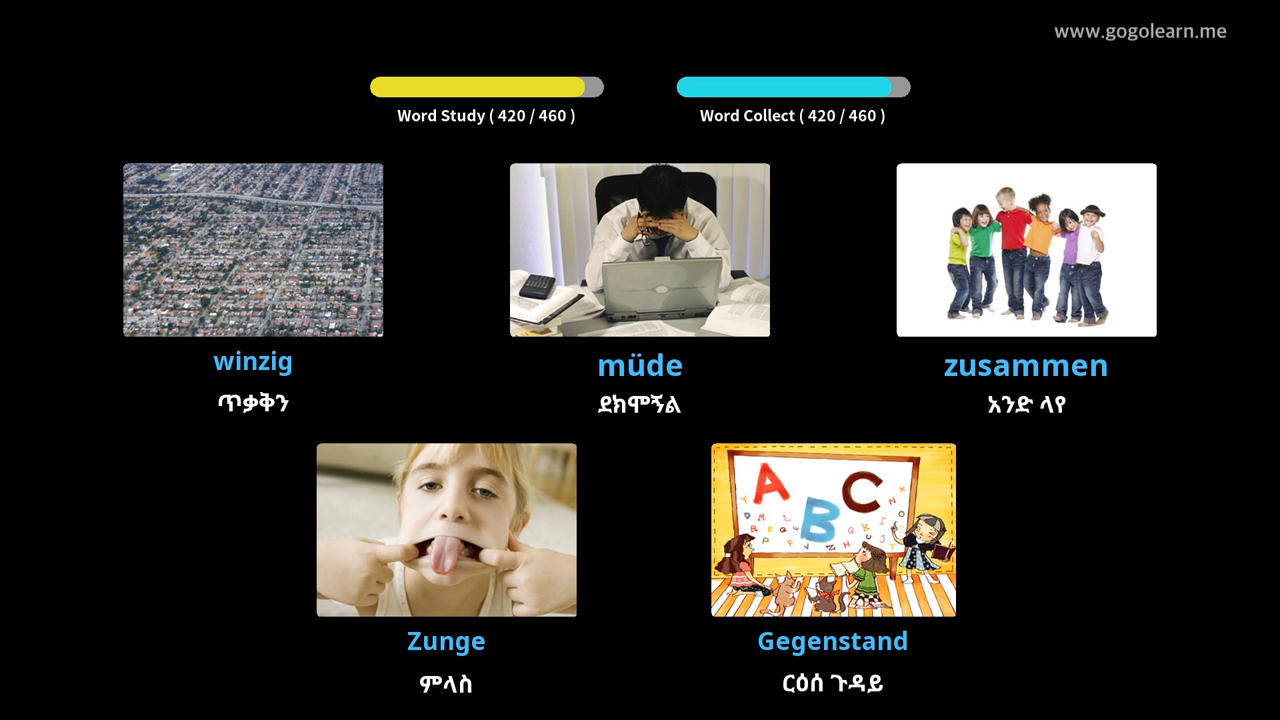 www.gogolearn.me
Word Study ( 420 / 460 )
Word Collect ( 420 / 460 )
winzig
müde
zusammen
ጥቃቅን
ደክሞኝል
አንድ ላየ
A B C
Zunge
Gegenstand
ምላስ
ርዕሰ ጉዳይ